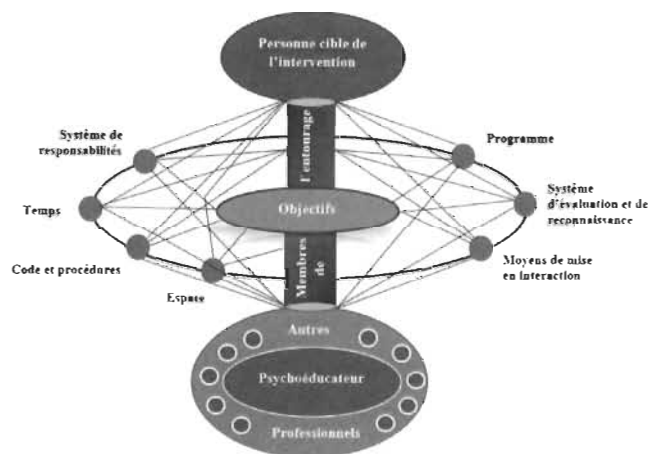 Personne cible de
l'intervention
Système de
responsabilités
Programme
l'entourage
Temps
Objectifs
Système
d'évaluation et de
reconnaissance
Code et procédures
Espace
Membres de
Moyens de mise
en interaction
Autres
Psychoéducateur
Professionnels